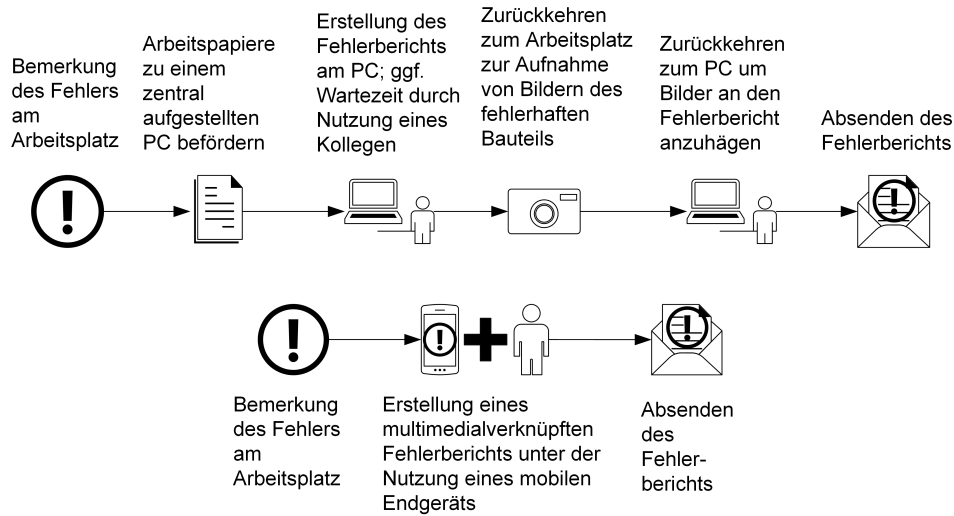 Bemerkung
des Fehlers
am
Arbeitsplatz
Arbeitspapiere
zu einem
zentral
aufgestellten
PC befördern
Erstellung des
Fehlerberichts
am PC; ggf.
Wartezeit durch
Nutzung eines
Kollegen
Zurückkehren
zum Arbeitsplatz
zur Aufnahme
von Bildern des
fehlerhaften
Bauteils
Zurückkehren
zum PC um
Bilder an den
Fehlerbericht
anzuhägen
Absenden des
Fehlerberichts
Bemerkung
des Fehlers
am
Arbeitsplatz
Erstellung eines
multimedialverknüpften
Fehlerberichts unter der
Nutzung eines mobilen
Endgeräts
Absenden
des
Fehler-
berichts